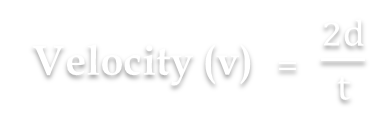 Velocity (v) = 2d/t